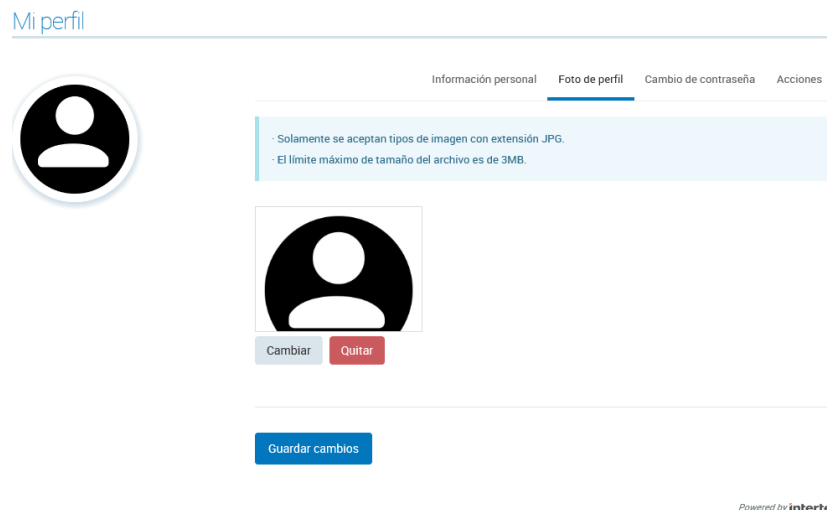 Mi perfil
Información personal Foto de perfil Cambio de contraseña Acciones
· Solamente se aceptan tipos de imagen con extensión JPG.
· El límite máximo de tamaño del archivo es de 3MB.
Cambiar Quitar
Guardar cambios
Powered by